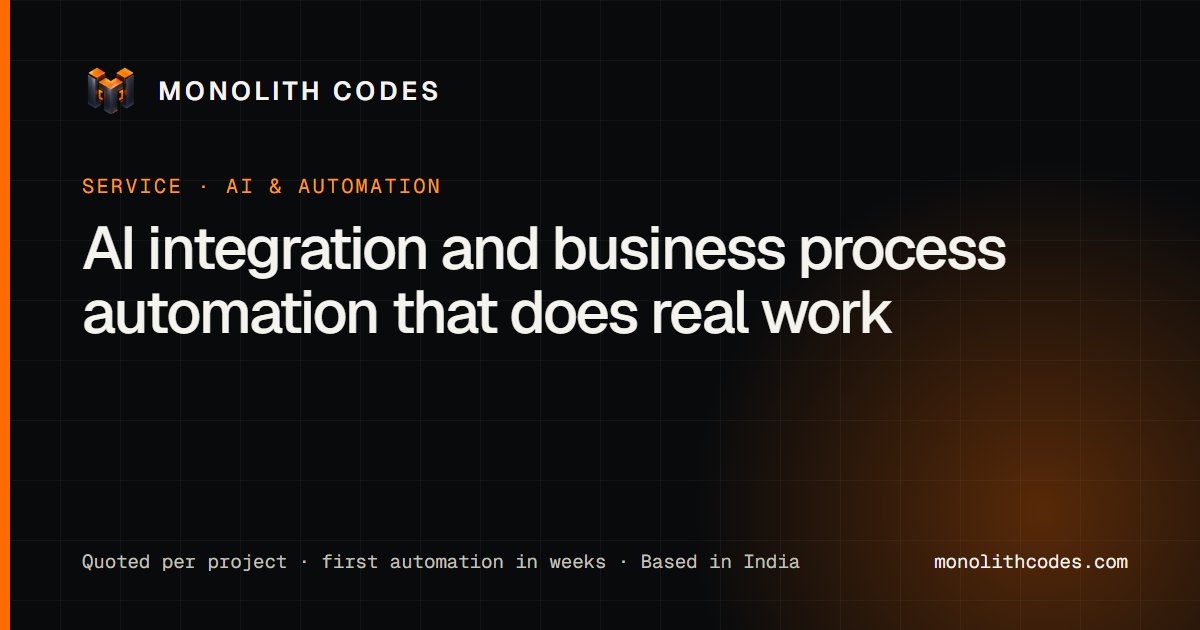 MONOLITH CODES
SERVICE · AI & AUTOMATION
AI integration and business process
automation that does real work
Quoted per project · first automation in weeks · Based in India
monolithcodes.com